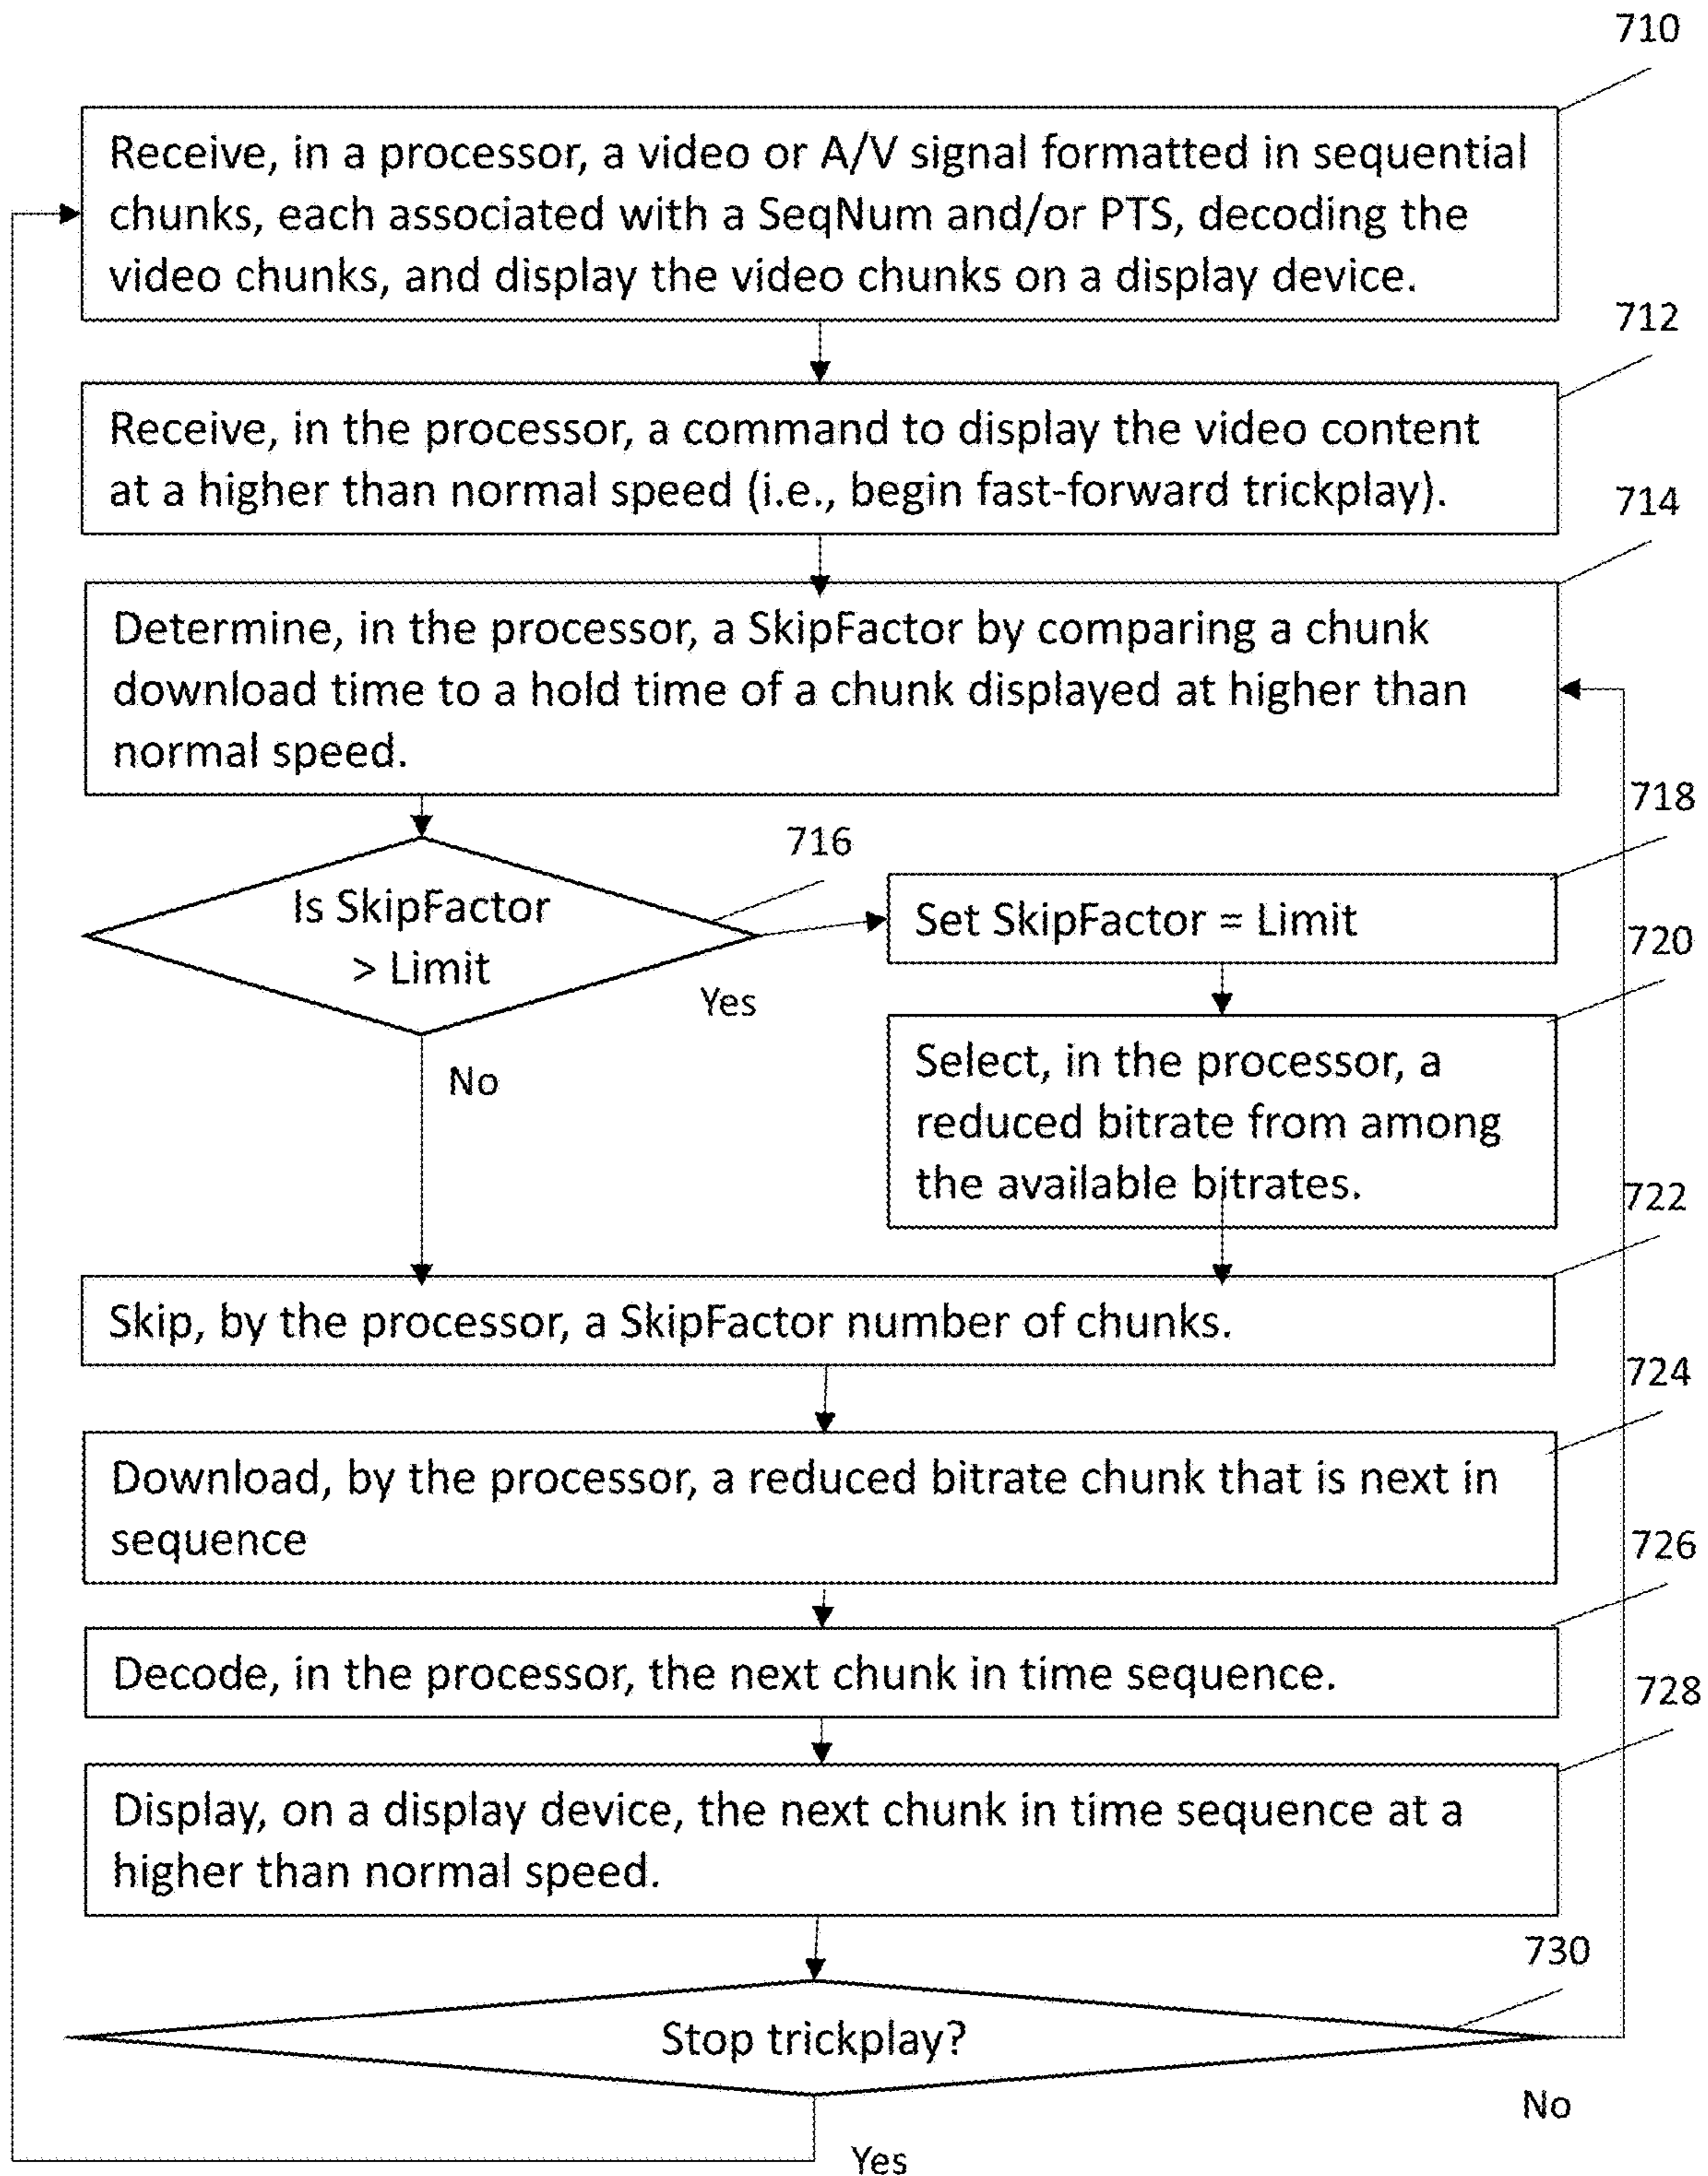 710
Receive, in a processor, a video or A/V signal formatted in sequential
chunks, each associated with a SeqNum and/or PTS, decoding the
video chunks, and display the video chunks on a display device.
712
Receive, in the processor, a command to display the video content
at a higher than normal speed (i.e., begin fast-forward trickplay).
714
Determine, in the processor, a SkipFactor by comparing a chunk
download time to a hold time of a chunk displayed at higher than
normal speed.
716
Is SkipFactor
> Limit
Yes
No
718
Set SkipFactor = Limit
720
Select, in the processor, a
reduced bitrate from among
the available bitrates.
722
Skip, by the processor, a SkipFactor number of chunks.
724
Download, by the processor, a reduced bitrate chunk that is next in
sequence
726
Decode, in the processor, the next chunk in time sequence.
728
Display, on a display device, the next chunk in time sequence at a
higher than normal speed.
730
Stop trickplay?
No
Yes